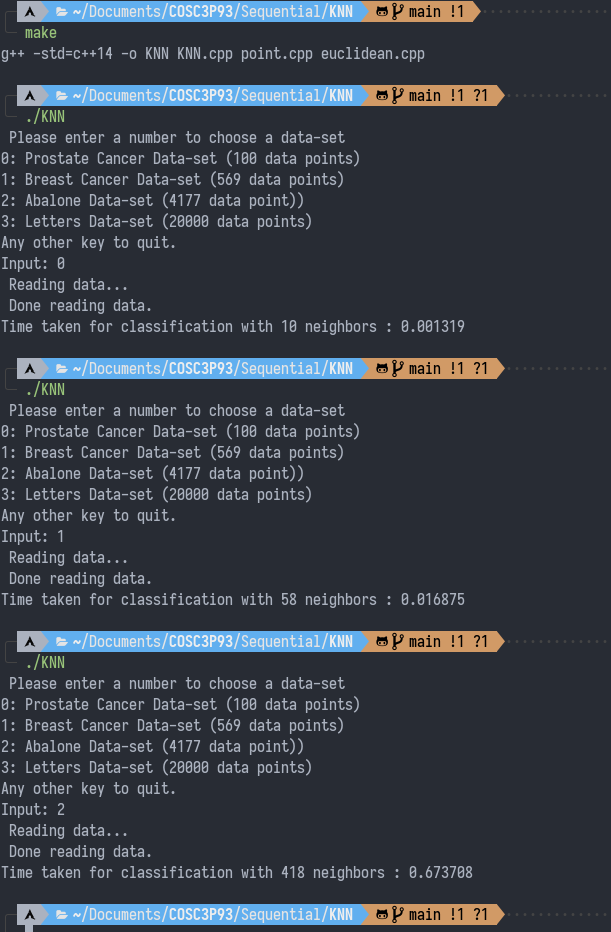 ~/Documents/COSC3P93/Sequential/KNN main !1
make
g++ -std=c++14 -o KNN KNN.cpp point.cpp euclidean.cpp
~/Documents/COSC3P93/Sequential/KNN main !1 ?1
./KNN
Please enter a number to choose a data-set
0: Prostate Cancer Data-set (100 data points)
1: Breast Cancer Data-set (569 data points)
2: Abalone Data-set (4177 data point))
3: Letters Data-set (20000 data points)
Any other key to quit.
Input: 0
Reading data...
Done reading data.
Time taken for classification with 10 neighbors : 0.001319
~/Documents/COSC3P93/Sequential/KNN main !1 ?1
./KNN
Please enter a number to choose a data-set
0: Prostate Cancer Data-set (100 data points)
1: Breast Cancer Data-set (569 data points)
2: Abalone Data-set (4177 data point))
3: Letters Data-set (20000 data points)
Any other key to quit.
Input: 1
Reading data...
Done reading data.
Time taken for classification with 58 neighbors : 0.016875
~/Documents/COSC3P93/Sequential/KNN main !1 ?1
./KNN
Please enter a number to choose a data-set
0: Prostate Cancer Data-set (100 data points)
1: Breast Cancer Data-set (569 data points)
2: Abalone Data-set (4177 data point))
3: Letters Data-set (20000 data points)
Any other key to quit.
Input: 2
Reading data...
Done reading data.
Time taken for classification with 418 neighbors : 0.673708
~/Documents/COSC3P93/Sequential/KNN main !1 ?1